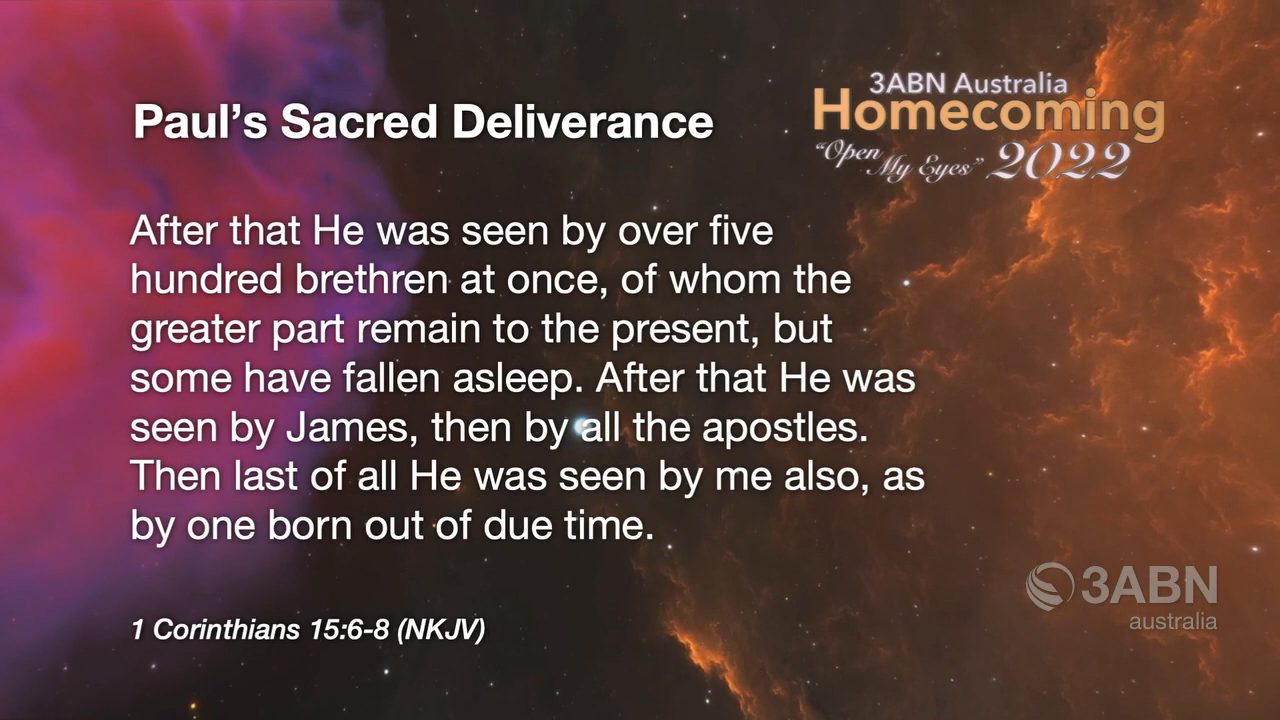 3ABN Australia
Homecoming
“Open My Eyes” 2022
Paul’s Sacred Deliverance
After that He was seen by over five
hundred brethren at once, of whom the
greater part remain to the present, but
some have fallen asleep. After that He was
seen by James, then by all the apostles.
Then last of all He was seen by me also, as
by one born out of due time.
1 Corinthians 15:6-8 (NKJV)
3ABN
australia